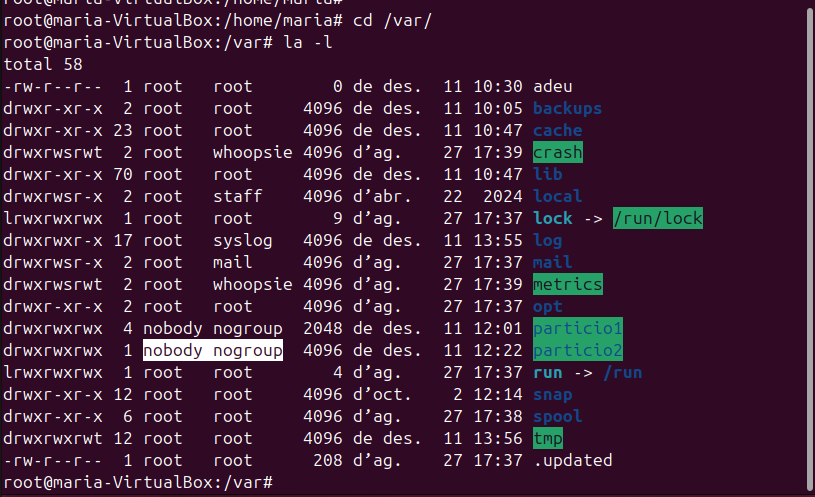 root@maria-VirtualBox:/home/maria#
root@maria-VirtualBox:/home/maria# cd /var/
root@maria-VirtualBox:/var# la -l
total 58
-rw-r--r--  1 root   root        0 de des.  11 10:30 adeu
drwxr-xr-x  2 root   root     4096 de des.  11 10:05 backups
drwxr-xr-x 23 root   root     4096 de des.  11 10:47 cache
drwxrwsrwt  2 root   whoopsie 4096 d’ag.    27 17:39 crash
drwxr-xr-x 70 root   root     4096 de des.  11 10:47 lib
drwxrwsr-x  2 root   staff    4096 d’abr.   22  2024 local
lrwxrwxrwx  1 root   root        9 d’ag.    27 17:37 lock -> /run/lock
drwxrwxr-x 17 root   syslog   4096 de des.  11 13:55 log
drwxrwsr-x  2 root   mail     4096 d’ag.    27 17:37 mail
drwxrwsrwt  2 root   whoopsie 4096 d’ag.    27 17:39 metrics
drwxr-xr-x  2 root   root     4096 d’ag.    27 17:37 opt
drwxrwxrwx  4 nobody nogroup  2048 de des.  11 12:01 particio1
drwxrwxrwx  1 nobody nogroup  4096 de des.  11 12:22 particio2
lrwxrwxrwx  1 root   root        4 d’ag.    27 17:37 run -> /run
drwxr-xr-x 12 root   root     4096 d’oct.    2 12:14 snap
drwxr-xr-x  6 root   root     4096 d’ag.    27 17:38 spool
drwxrwxrwt 12 root   root     4096 de des.  11 13:56 tmp
-rw-r--r--  1 root   root      208 d’ag.    27 17:37 .updated
root@maria-VirtualBox:/var#